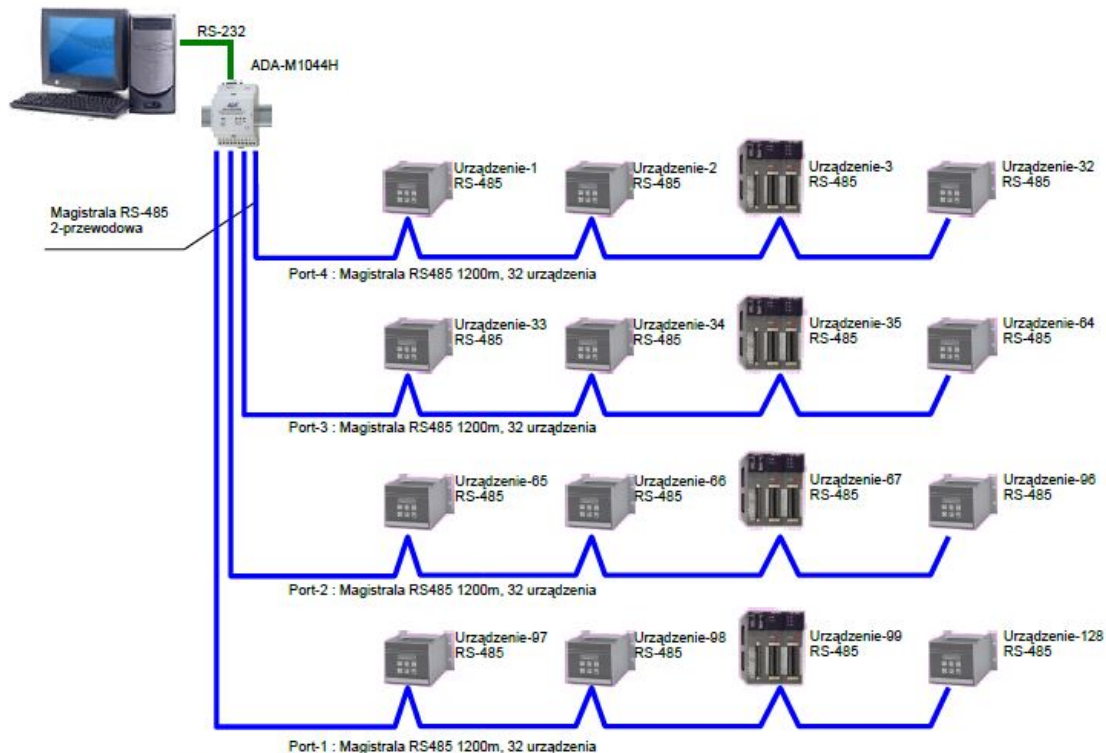 RS-232
ADA-M1044H
Magistrala RS-485
2-przewodowa
Urządzenie-1
RS-485
Urządzenie-2
RS-485
Urządzenie-3
RS-485
Urządzenie-32
RS-485
Port-4 : Magistrala RS485 1200m, 32 urządzenia
Urządzenie-33
RS-485
Urządzenie-34
RS-485
Urządzenie-35
RS-485
Urządzenie-64
RS-485
Port-3 : Magistrala RS485 1200m, 32 urządzenia
Urządzenie-65
RS-485
Urządzenie-66
RS-485
Urządzenie-67
RS-485
Urządzenie-96
RS-485
Port-2 : Magistrala RS485 1200m, 32 urządzenia
Urządzenie-97
RS-485
Urządzenie-98
RS-485
Urządzenie-99
RS-485
Urządzenie-128
RS-485
Port-1 : Magistrala RS485 1200m, 32 urządzenia